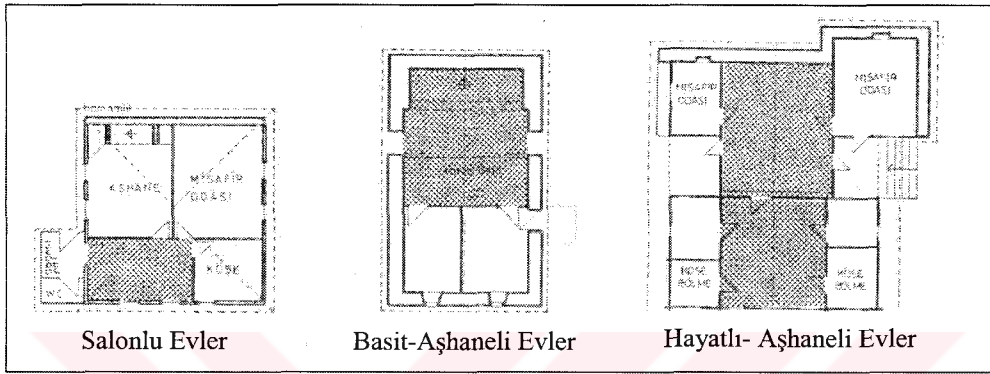 AŞHANE
MİSAFİR
ODASI
KÖŞE
WC
MİSAFİR
ODASI
MİSAFİR
ODASI
KÖŞE
BÖLME
KÖŞE
BÖLME
Salonlu Evler
Basit-Aşhaneli Evler
Hayatlı- Aşhaneli Evler